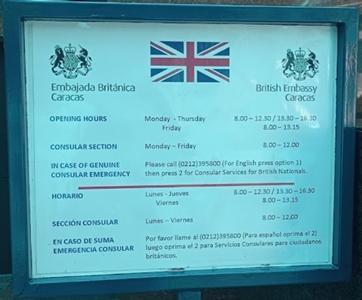 Embajada Británica British Embassy
Caracas Caracas
OPENING HOURS Monday - Thursday 8.00 – 12.30 / 13.30 – 16.30
Friday 8.00 – 13.15
CONSULAR SECTION Monday – Friday 8.00 – 12.00
IN CASE OF GENUINE Please call (0212)395800 (For English press option 1)
CONSULAR EMERGENCY then press 2 for Consular Services for British Nationals.
HORARIO Lunes - Jueves 8.00 – 12.30 / 13.30 – 16.30
Viernes 8.00 – 13.15
SECCIÓN CONSULAR Lunes – Viernes 8.00 – 12.00
EN CASO DE SUMA Por favor llame al (0212)395800 (Para español oprima el 2)
EMERGENCIA CONSULAR luego oprima el 2 para Servicios Consulares para ciudadanos
británicos.